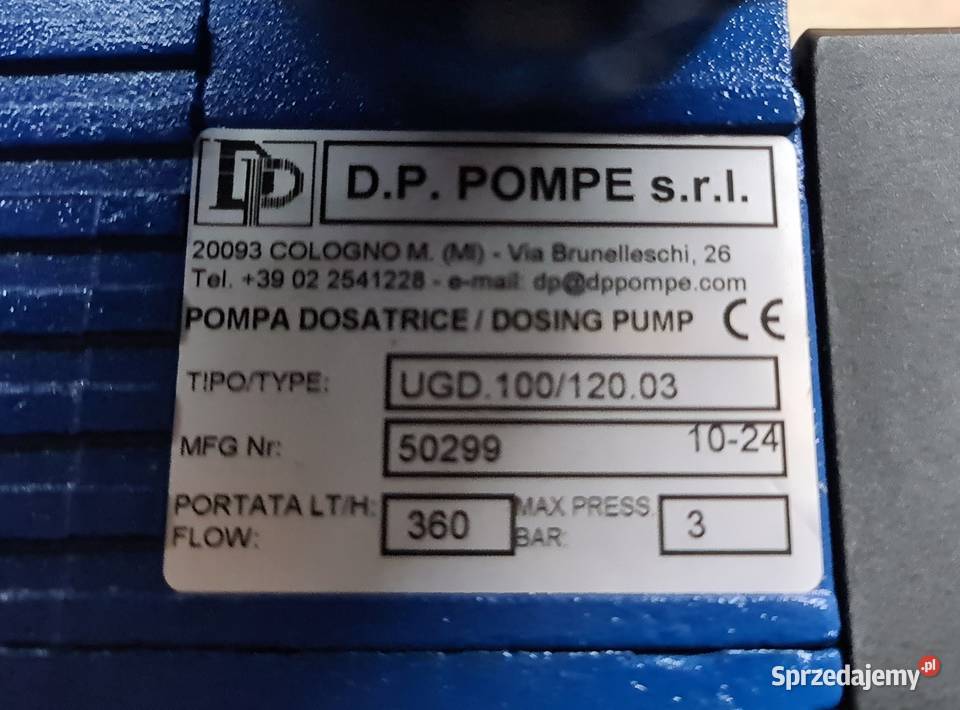 DP
D.P. POMPE s.r.l.
20093 COLOGNO M. (MI) - Via Brunelleschi, 26
Tel. +39 02 2541228 - e-mail: dp@dppompe.com
POMPA DOSATRICE / DOSING PUMP CE
TIPO/TYPE: UGD.100/120.03
MFG Nr: 50299 10-24
PORTATA LT/H: 360 MAX PRESS. 3
FLOW: BAR:
Sprzedajemy.pl